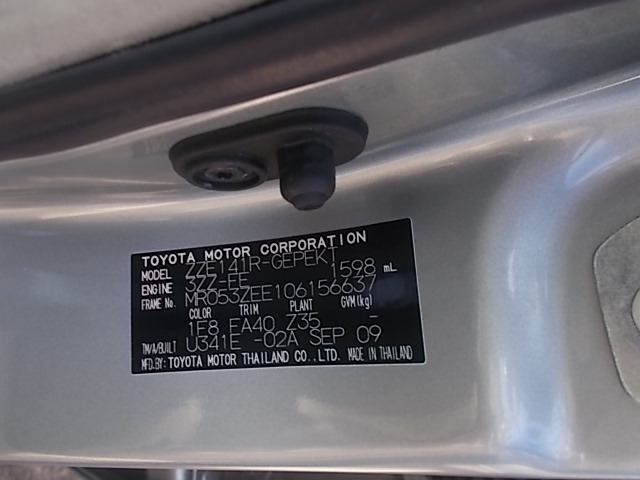 TOYOTA MOTOR CORPORATION
MODEL ZZE141R-GEPEKT
ENGINE 3ZZ-FE 1598 mL
FRAME No. MR053ZEE106156637
COLOR TRIM PLANT GVM(kg)
1F8 FA40 Z35 -
TM/A/BUILT U341E -02A SEP 09
MFD.BY: TOYOTA MOTOR THAILAND CO.,LTD. MADE IN THAILAND